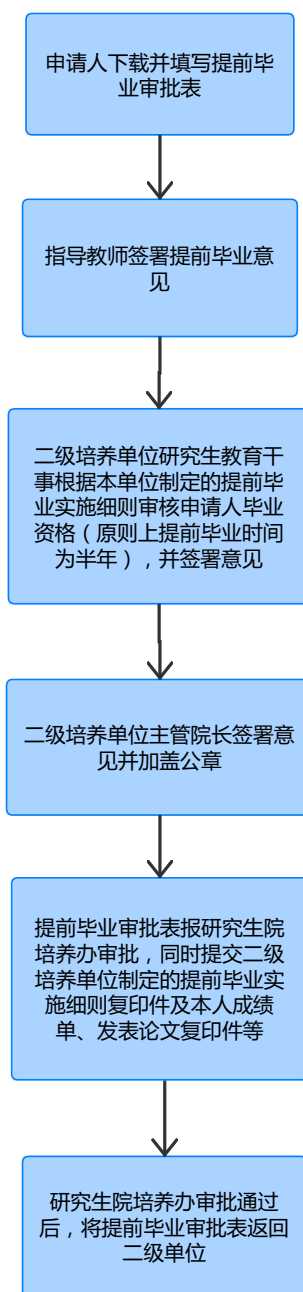 申请人下载并填写提前毕
业审批表
指导教师签署提前毕业意
见
二级培养单位研究生教育干
事根据本单位制定的提前毕
业实施细则审核申请人毕业
资格（原则上提前毕业时间
为半年），并签署意见
二级培养单位主管院长签署意
见并加盖公章
提前毕业审批表报研究生院
培养办审批，同时提交二级
培养单位制定的提前毕业实
施细则复印件及本人成绩
单、发表论文复印件等
研究生院培养办审批通过
后，将提前毕业审批表返回
二级单位